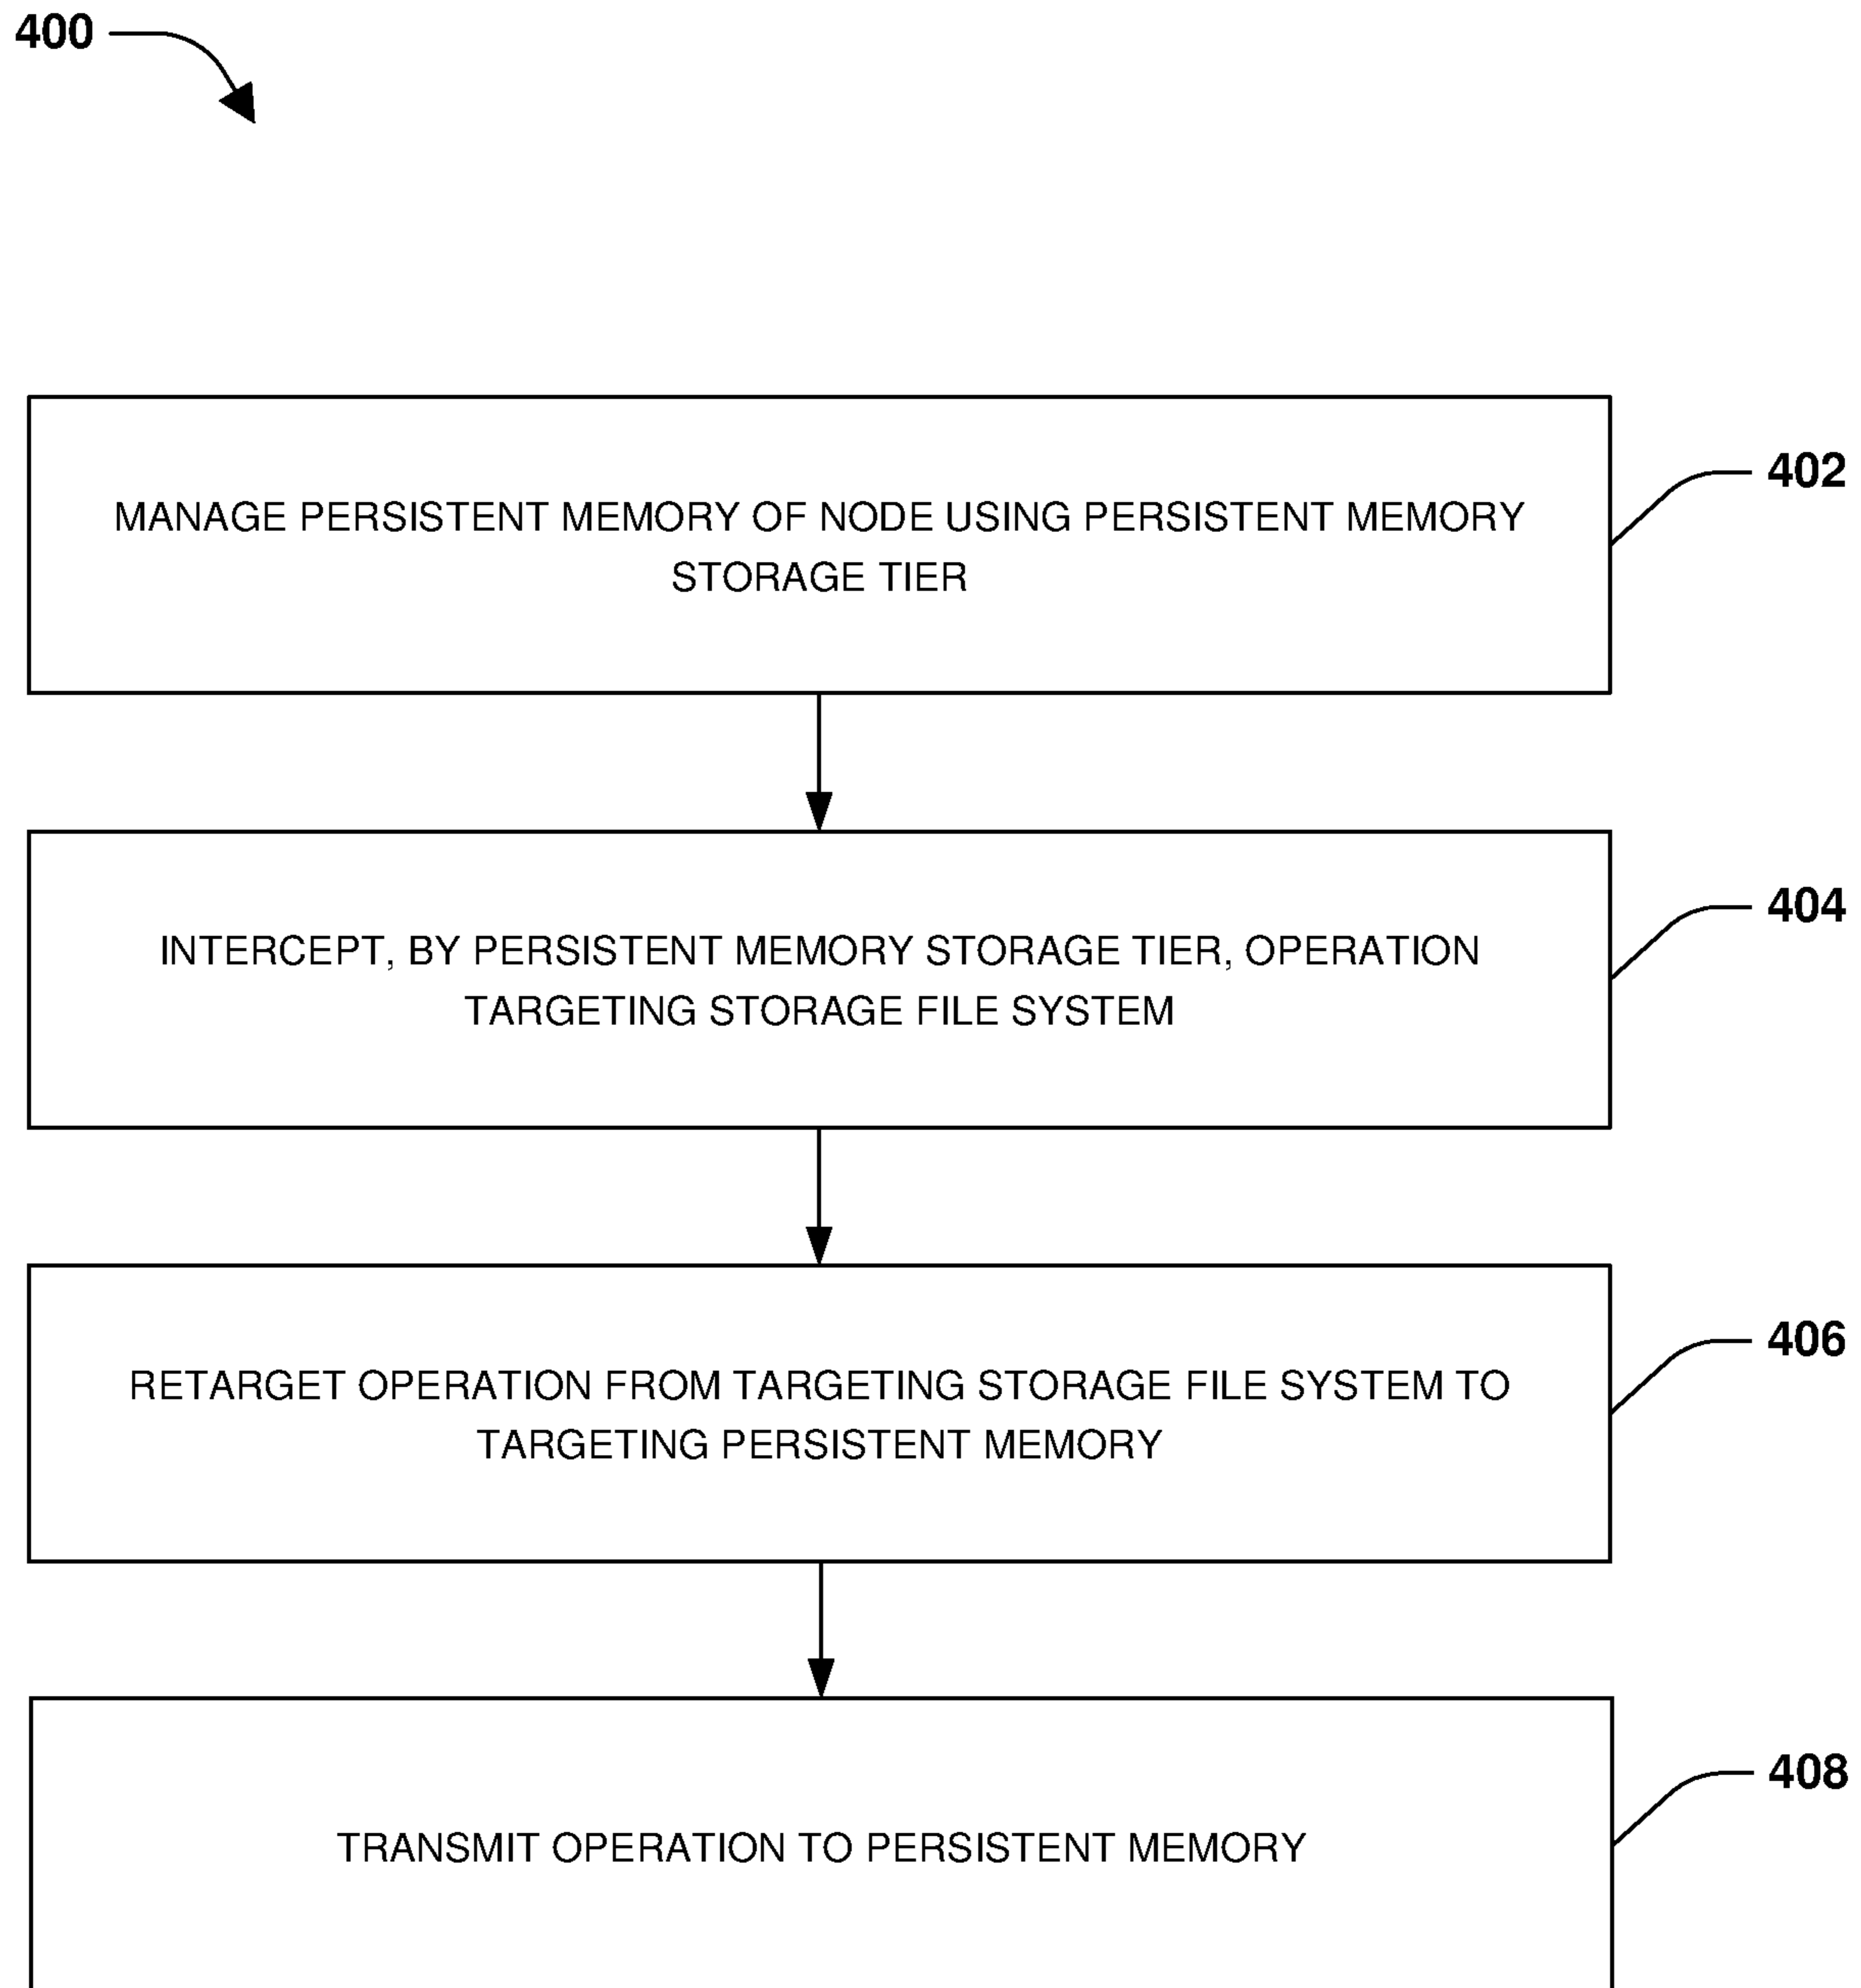 400
MANAGE PERSISTENT MEMORY OF NODE USING PERSISTENT MEMORY
STORAGE TIER
402
INTERCEPT, BY PERSISTENT MEMORY STORAGE TIER, OPERATION
TARGETING STORAGE FILE SYSTEM
404
RETARGET OPERATION FROM TARGETING STORAGE FILE SYSTEM TO
TARGETING PERSISTENT MEMORY
406
TRANSMIT OPERATION TO PERSISTENT MEMORY
408